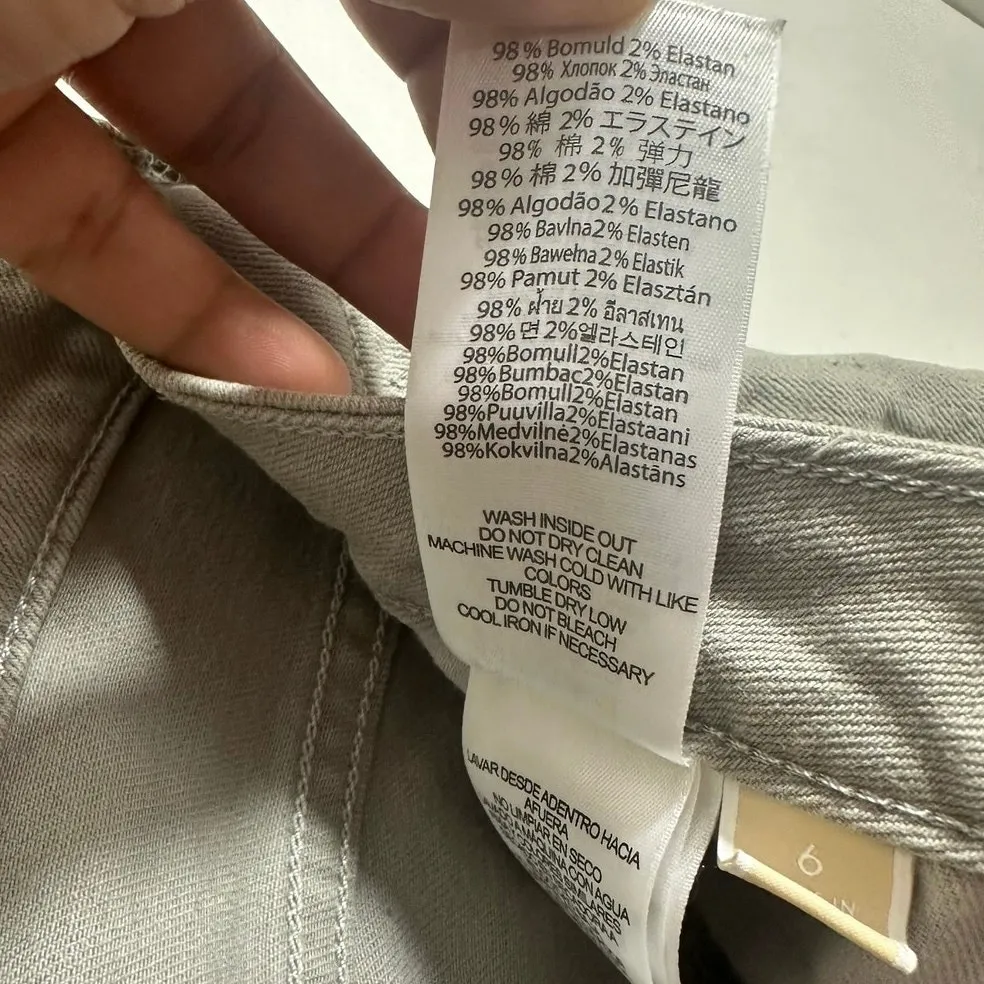 98% Bomuld 2% Elastan
98% Хлопок 2% Эластан
98% Algodão 2% Elastano
98% 綿 2% エラステイン
98% 棉 2% 弹力
98% 棉 2% 加彈尼龍
98% Algodão 2% Elastano
98% Bavlna2% Elasten
98% Bawełna2% Elastik
98% Pamut 2% Elasztán
98% ฝ้าย 2% อีลาสเทน
98% 면 2%엘라스테인
98%Bomull2%Elastan
98%Bumbac2%Elastan
98%Bomull2%Elastan
98%Puuvilla2%Elastaani
98%Medvilnė2%Elastanas
98%Kokvilna2%Alastāns
WASH INSIDE OUT
DO NOT DRY CLEAN
MACHINE WASH COLD WITH LIKE
COLORS
TUMBLE DRY LOW
DO NOT BLEACH
COOL IRON IF NECESSARY
LAVAR DESDE ADENTRO HACIA
AFUERA
NO LIMPIAR EN SECO
MAQUINA CON AGUA
6